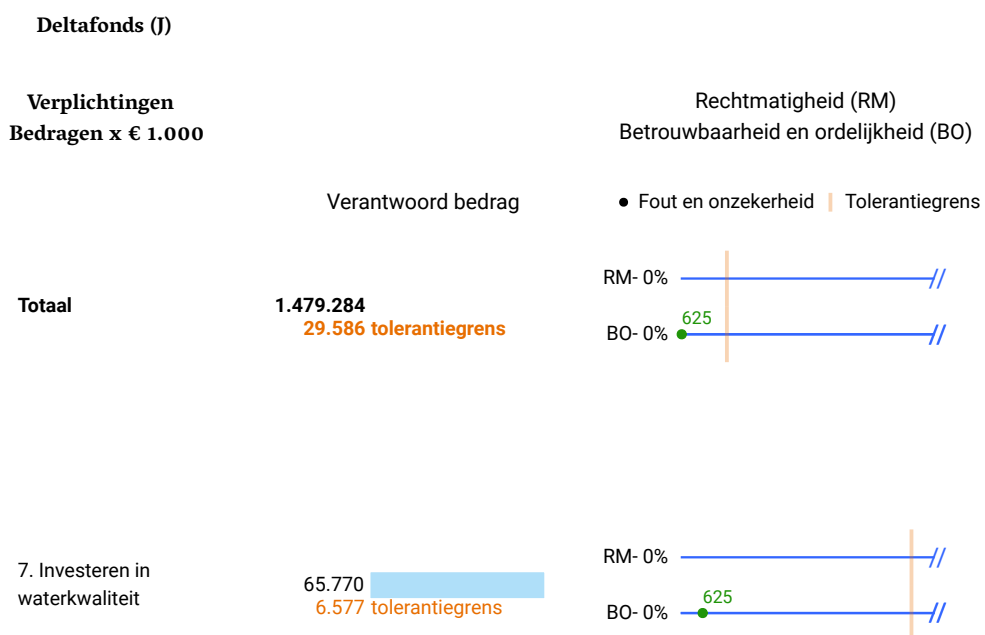 Deltafonds (J)
Verplichtingen
Bedragen x € 1.000
Rechtmatigheid (RM)
Betrouwbaarheid en ordelijkheid (BO)
Verantwoord bedrag
Fout en onzekerheid
Tolerantiegrens
Totaal
1.479.284
29.586 tolerantiegrens
RM- 0%
625
BO- 0%
7. Investeren in
waterkwaliteit
65.770
6.577 tolerantiegrens
RM- 0%
625
BO- 0%